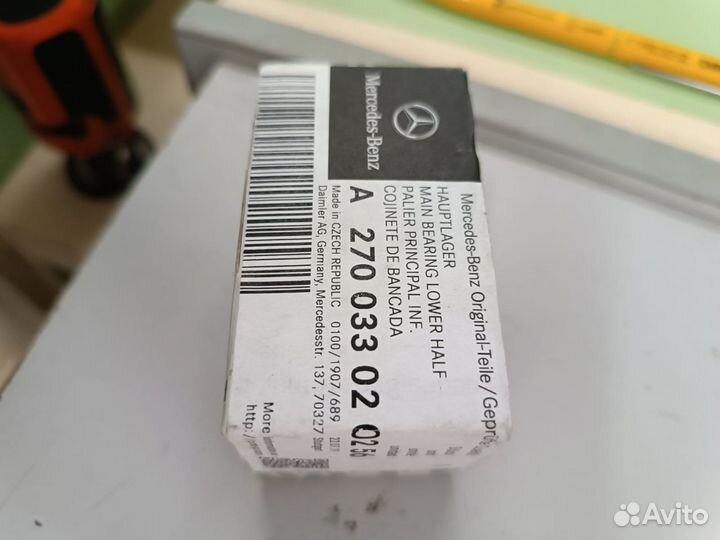 Mercedes-Benz
Mercedes-Benz Original-Teile/
HAUPTLAGER
MAIN BEARING LOWER HALF -
PALIER PRINCIPAL INF.
COJINETE DE BANCADA
A 270 033 02 02 56
Made in CZECH REPUBLIC 0100/1907/689
Daimler AG, Germany, Mercedesstr. 137, 70327
More
http:/
Avito